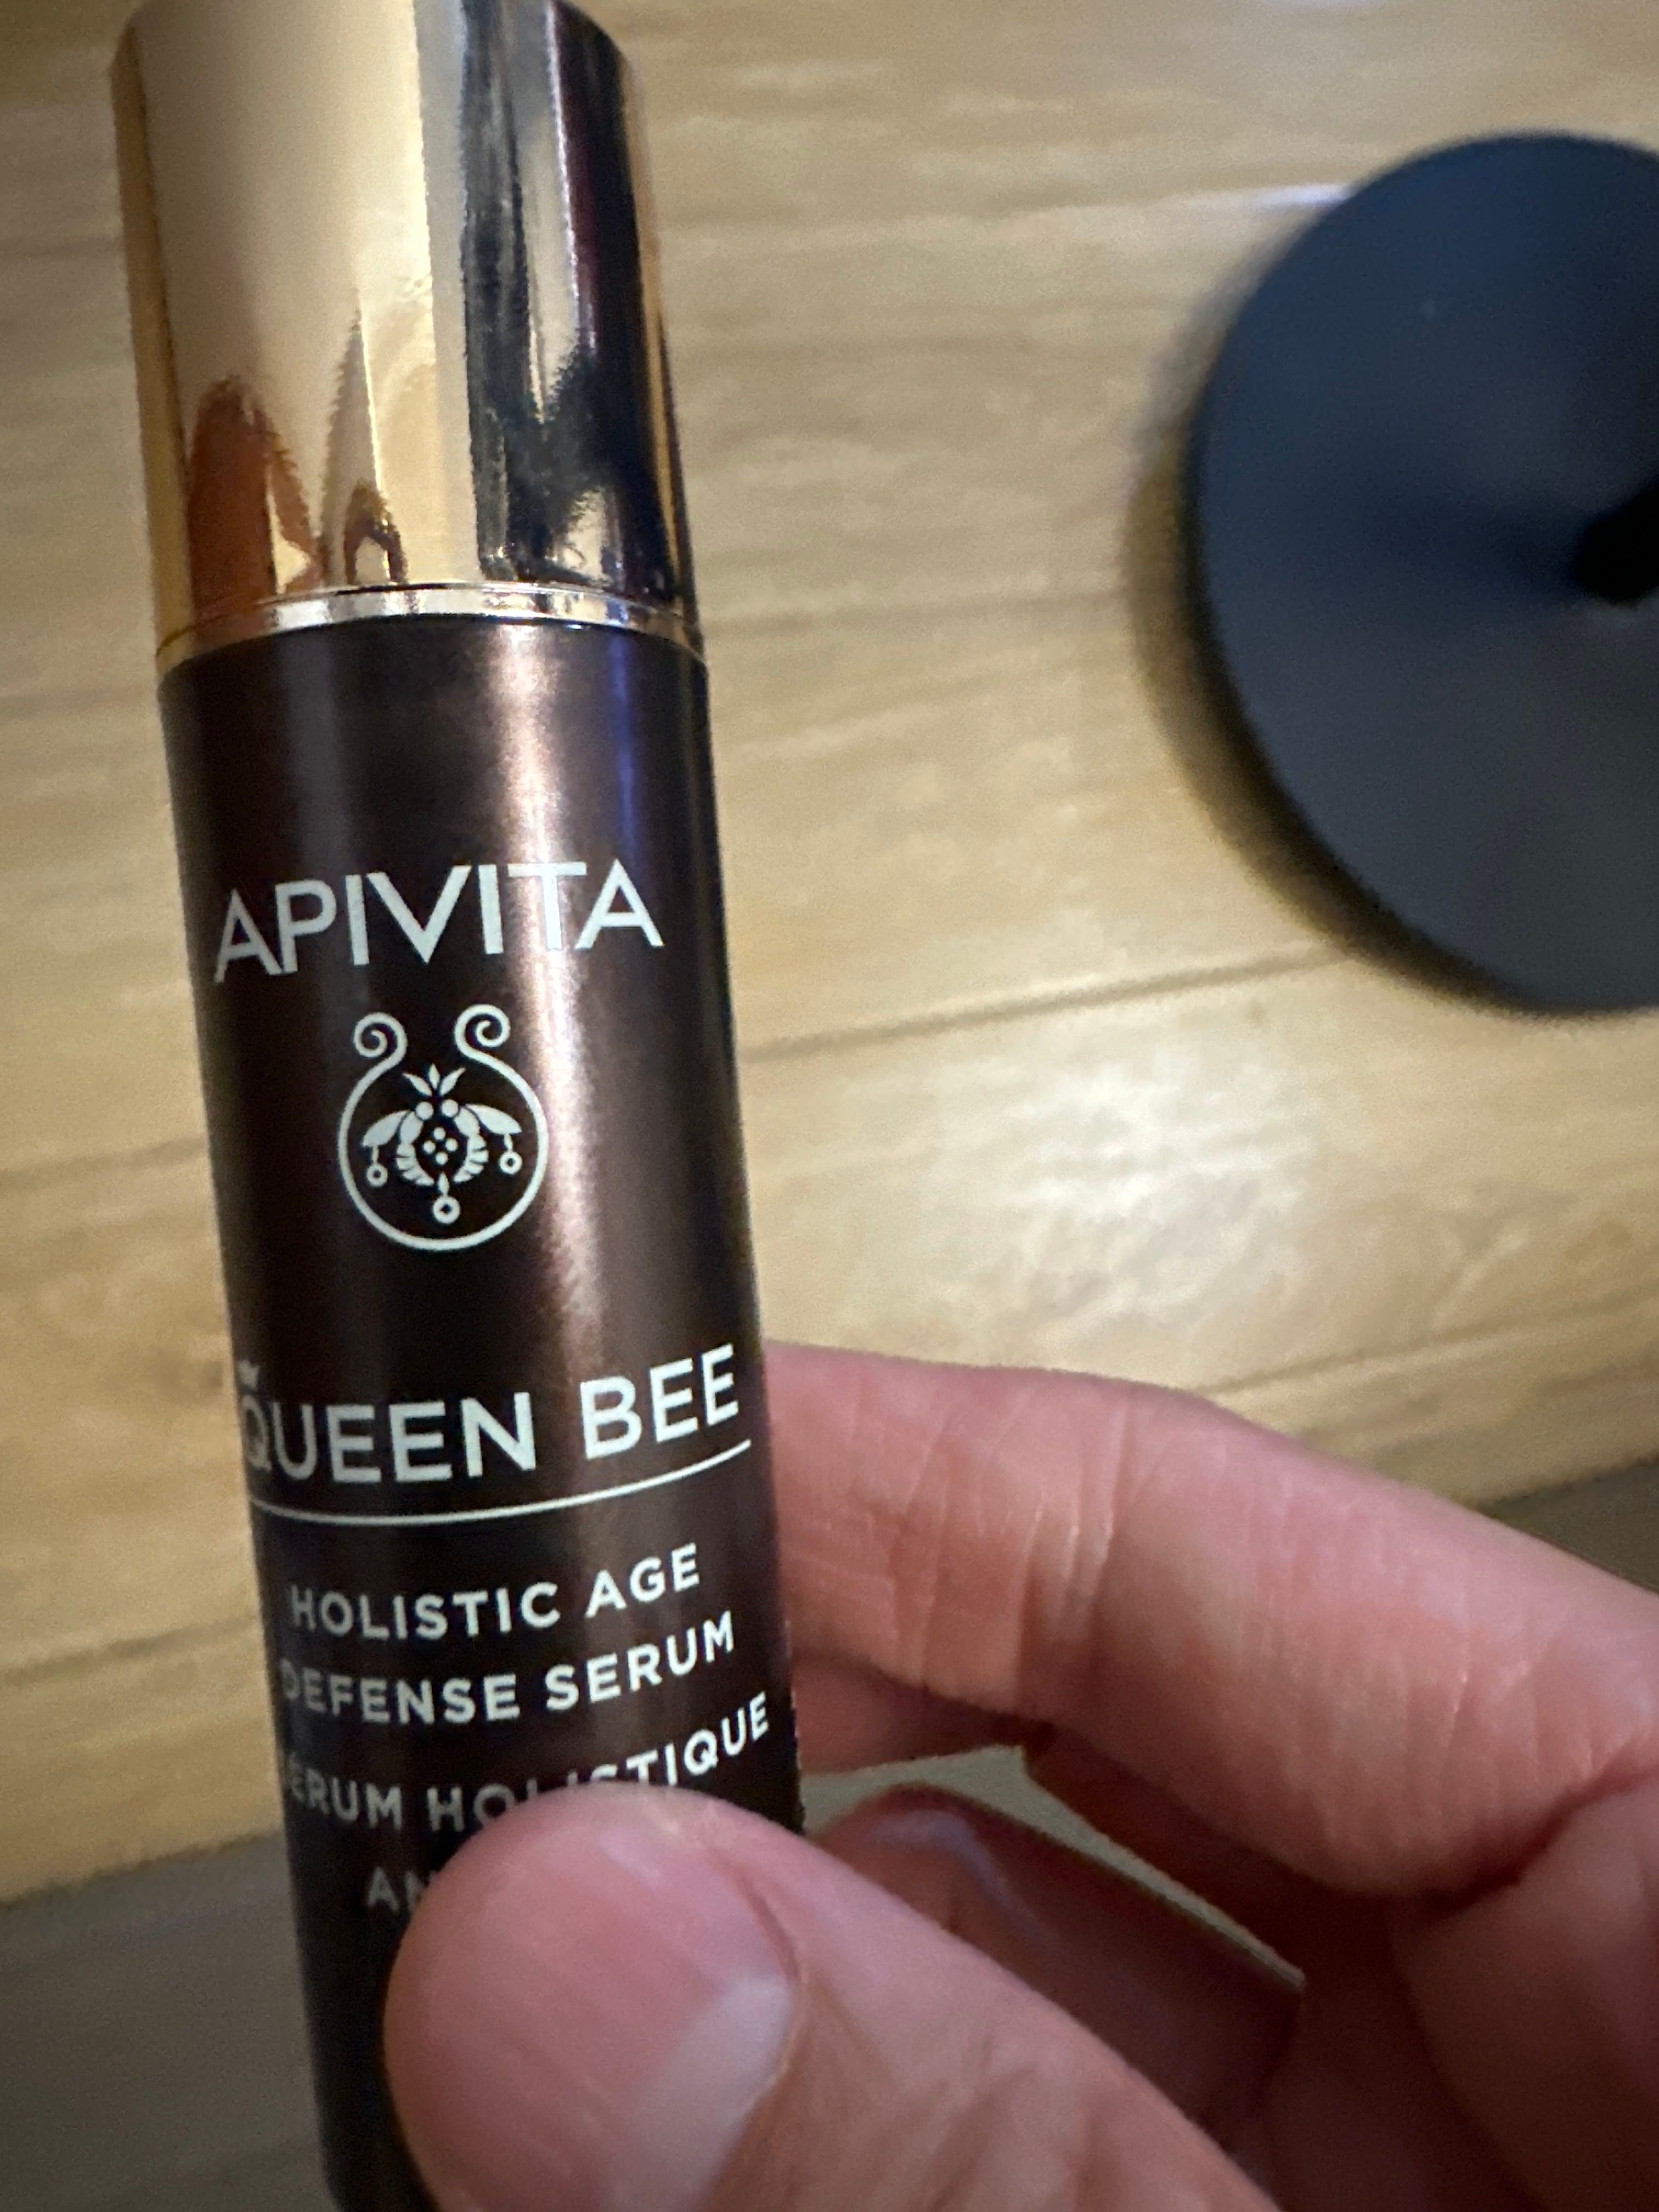 APIVITA
QUEEN BEE
HOLISTIC AGE
DEFENSE SERUM